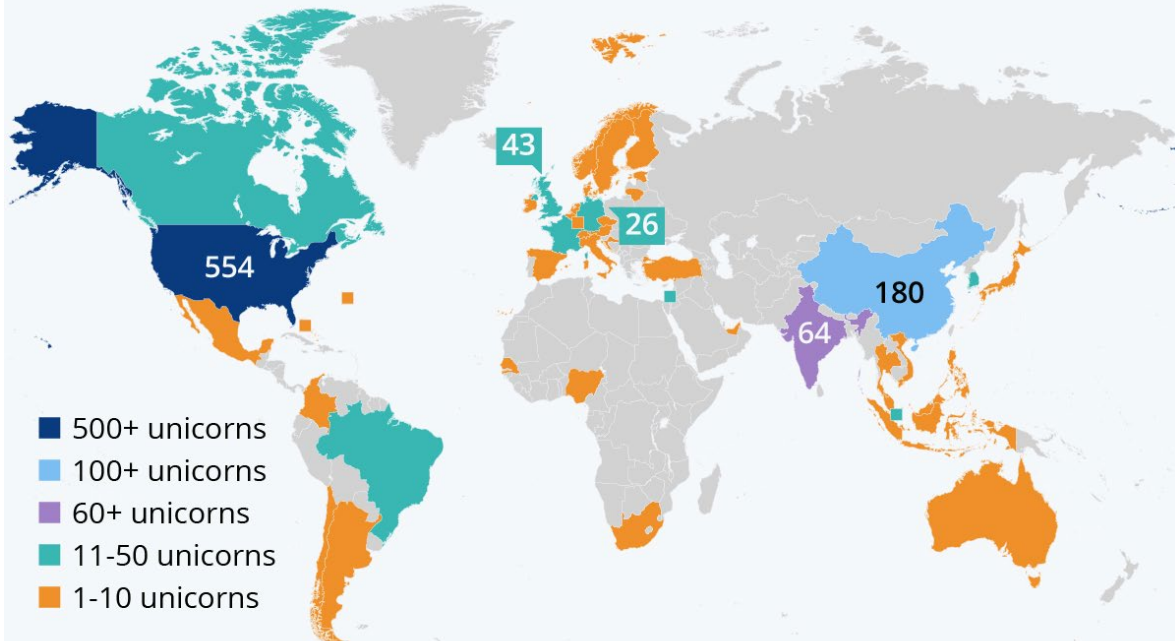 43
26
554
180
64
500+ unicorns
100+ unicorns
60+ unicorns
11-50 unicorns
1-10 unicorns